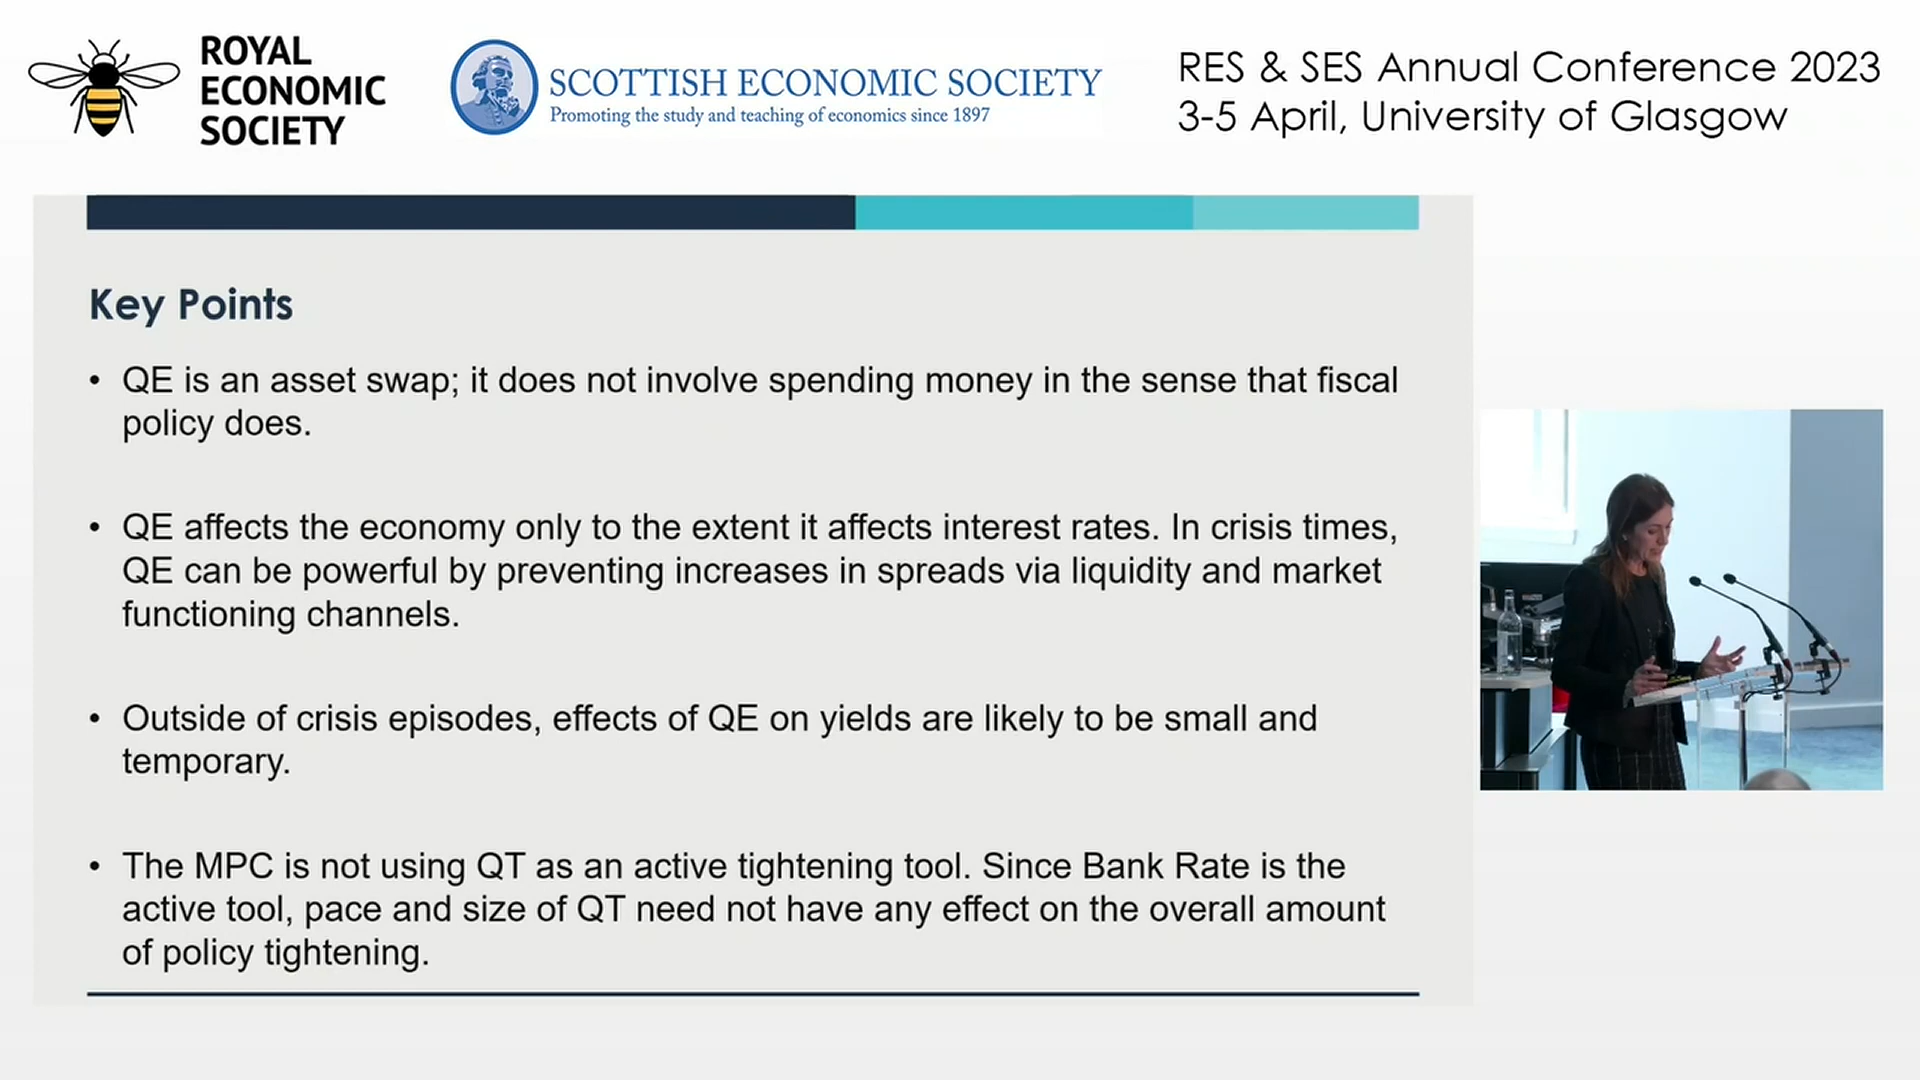 ROYAL
ECONOMIC
SOCIETY
SCOTTISH ECONOMIC SOCIETY
Promoting the study and teaching of economics since 1897
RES & SES Annual Conference 2023
3-5 April, University of Glasgow
Key Points
• QE is an asset swap; it does not involve spending money in the sense that fiscal
policy does.
• QE affects the economy only to the extent it affects interest rates. In crisis times,
QE can be powerful by preventing increases in spreads via liquidity and market
functioning channels.
• Outside of crisis episodes, effects of QE on yields are likely to be small and
temporary.
• The MPC is not using QT as an active tightening tool. Since Bank Rate is the
active tool, pace and size of QT need not have any effect on the overall amount
of policy tightening.